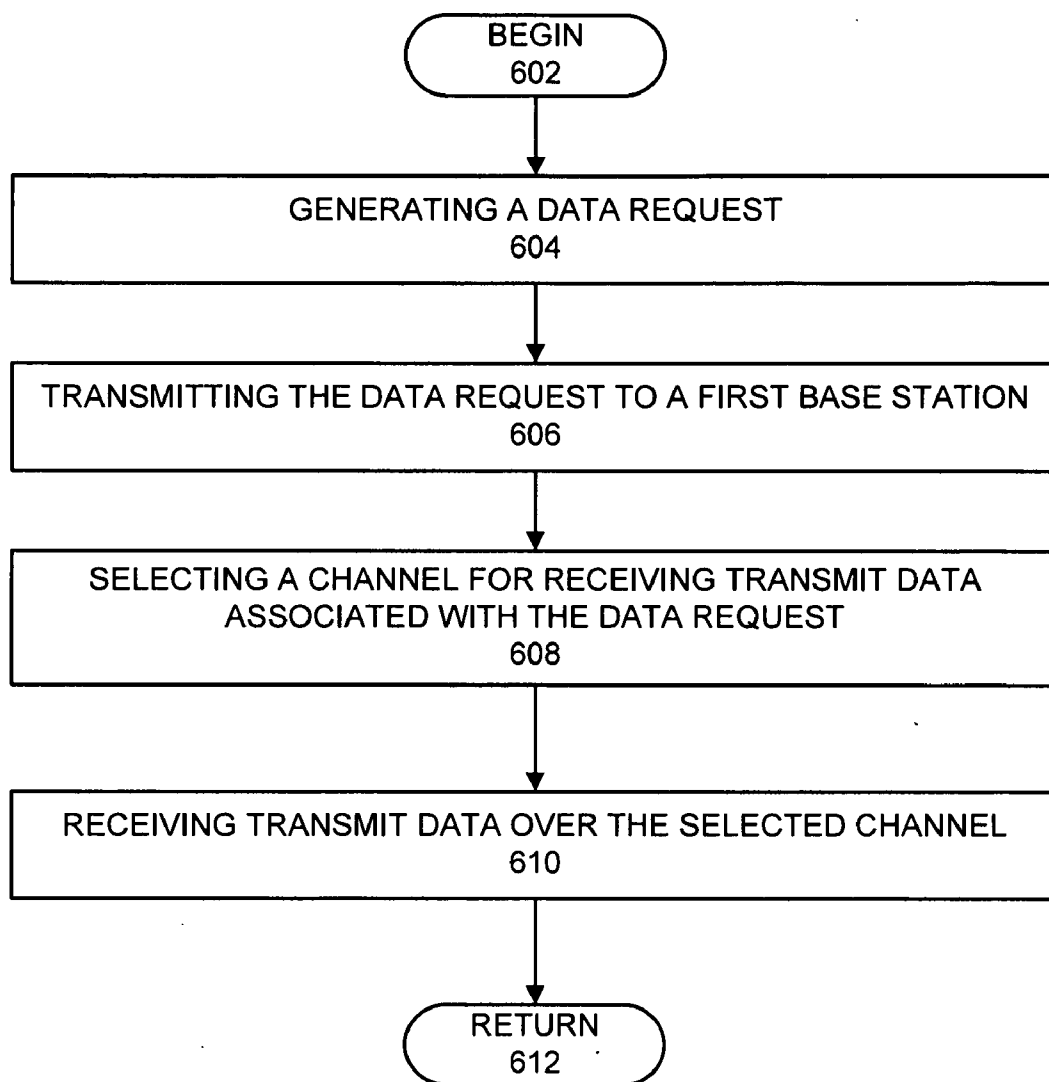 BEGIN
602
GENERATING A DATA REQUEST
604
TRANSMITTING THE DATA REQUEST TO A FIRST BASE STATION
606
SELECTING A CHANNEL FOR RECEIVING TRANSMIT DATA
ASSOCIATED WITH THE DATA REQUEST
608
RECEIVING TRANSMIT DATA OVER THE SELECTED CHANNEL
610
RETURN
612